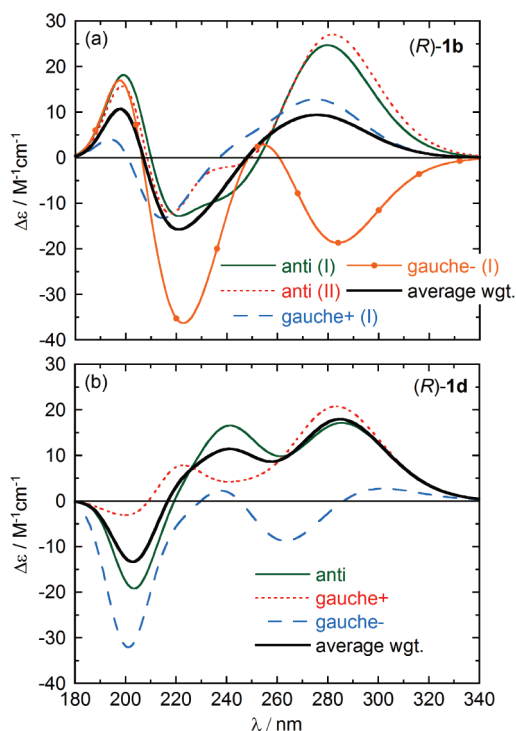 (a) (R)-1b
30
20
10
0
-10
-20
-30
-40
Δε / M⁻¹cm⁻¹
anti (I) gauche- (I)
anti (II) average wgt.
gauche+ (I)
(b) (R)-1d
30
20
10
0
-10
-20
-30
-40
Δε / M⁻¹cm⁻¹
anti
gauche+
gauche-
average wgt.
180 200 220 240 260 280 300 320 340
λ / nm